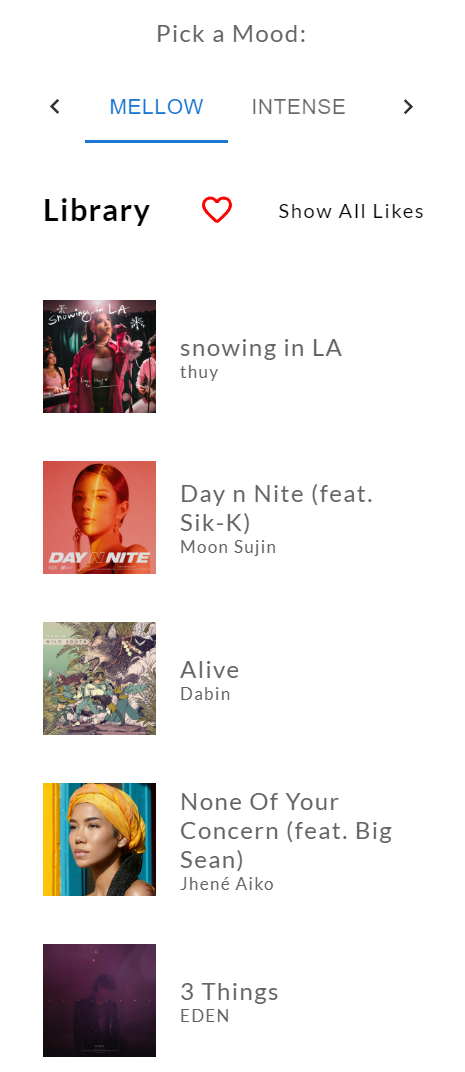 Pick a Mood:
MELLOW
INTENSE
Library
Show All Likes
Snowing in LA
snowing in LA
thuy
DAY N NITE
Day n Nite (feat.
Sik-K)
Moon Sujin
WILD YOUTH
Alive
Dabin
None Of Your
Concern (feat. Big
Sean)
Jhené Aiko
3 Things
EDEN